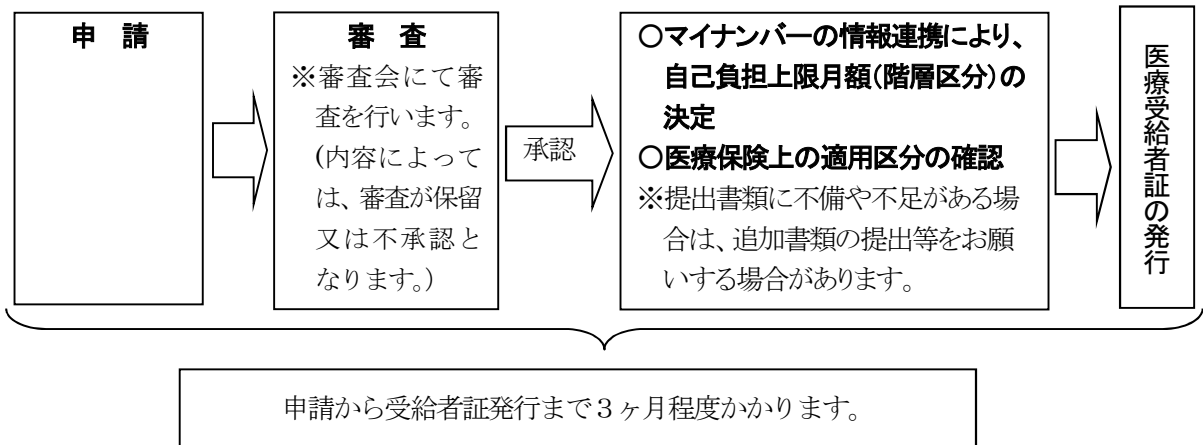 申　請
審　査
※審査会にて審
査を行います。
(内容によって
は、審査が保留
又は不承認と
なります。)
承認
○マイナンバーの情報連携により、
自己負担上限月額(階層区分)の
決定
○医療保険上の適用区分の確認
※提出書類に不備や不足がある場
合は、追加書類の提出等をお願
いする場合があります。
医療受給者証の発行
申請から受給者証発行まで３ヶ月程度かかります。